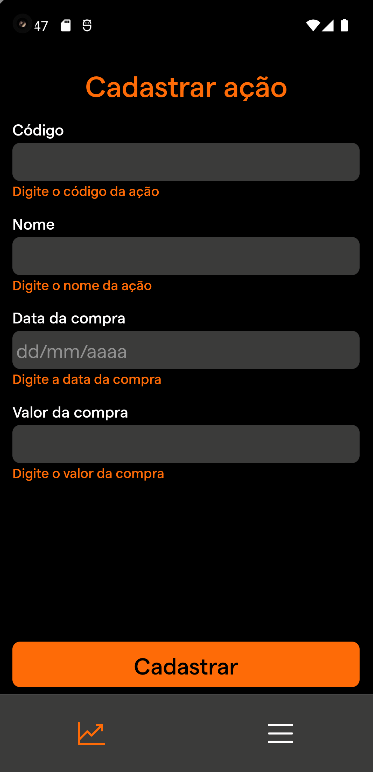 47
Cadastrar ação
Código
Digite o código da ação
Nome
Digite o nome da ação
Data da compra
dd/mm/aaaa
Digite a data da compra
Valor da compra
Digite o valor da compra
Cadastrar